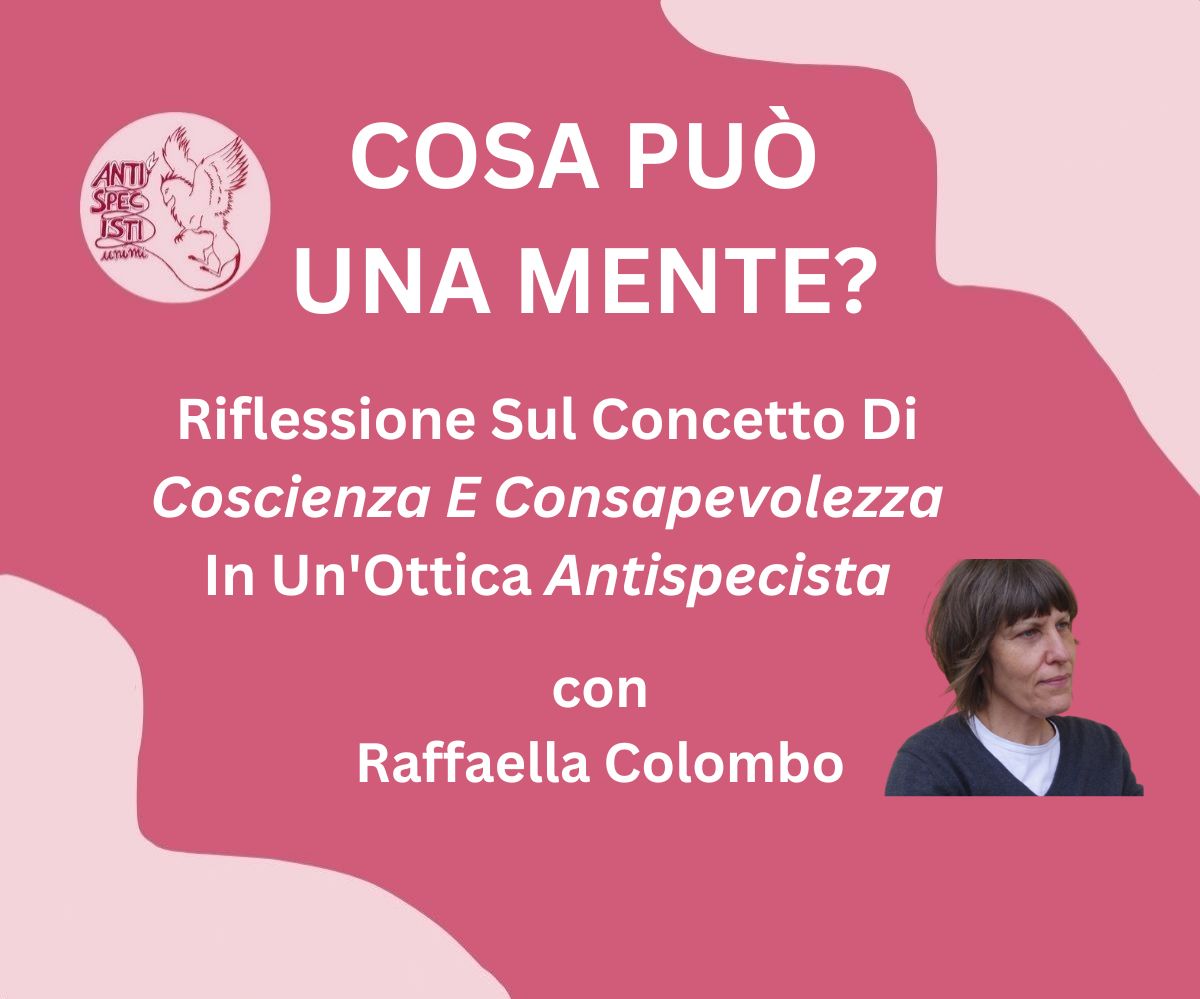 ANTI
SPEC
ISTI
unimi
COSA PUÒ
UNA MENTE?
Riflessione Sul Concetto Di
Coscienza E Consapevolezza
In Un'Ottica Antispecista
con
Raffaella Colombo